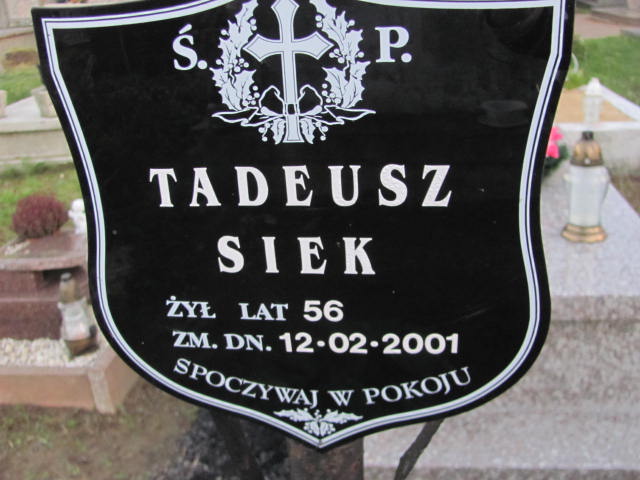 Ś. P.
TADEUSZ
SIEK
ŻYŁ LAT 56
ZM. DN. 12·02·2001
SPOCZYWAJ W POKOJU